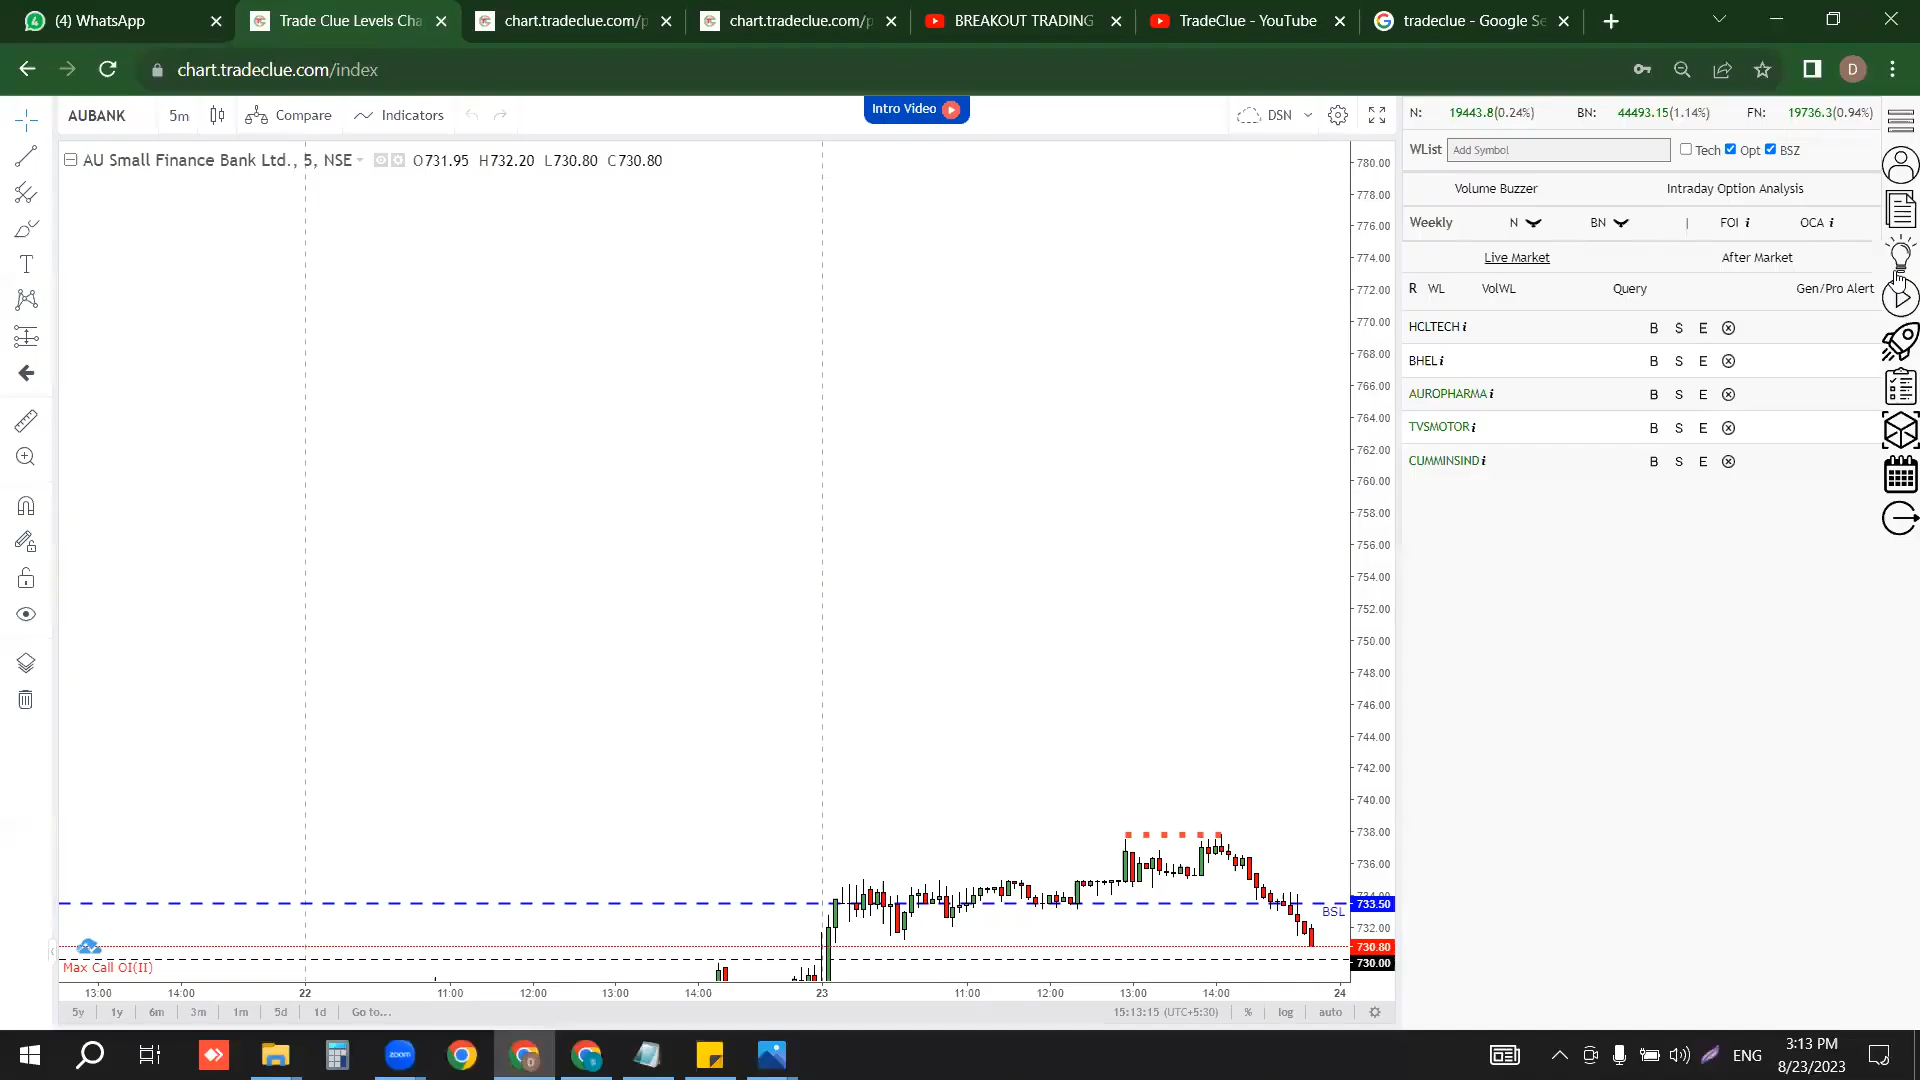 (4) WhatsApp
Trade Clue Levels Cha
chart.tradeclue.com/p
chart.tradeclue.com/p
BREAKOUT TRADING
TradeClue - YouTube
tradeclue - Google Se
chart.tradeclue.com/index
D
AUBANK
5m
Compare
Indicators
Intro Video
DSN
N: 19443.8(0.24%) BN: 44493.15(1.14%) FN: 19736.3(0.94%)
AU Small Finance Bank Ltd., 5, NSE
O731.95 H732.20 L730.80 C730.80
WList
Add Symbol
Tech Opt BSZ
Volume Buzzer
Intraday Option Analysis
Weekly N BN | FOI i OCA i
Live Market
After Market
R WL VolWL Query Gen/Pro Alert
HCLTECH i B S E
BHEL i B S E
AUROPHARMA i B S E
TVSMOTOR i B S E
CUMMINSIND i B S E
780.00
778.00
776.00
774.00
772.00
770.00
768.00
766.00
764.00
762.00
760.00
758.00
756.00
754.00
752.00
750.00
748.00
746.00
744.00
742.00
740.00
738.00
736.00
734.00
733.50
BSL
732.00
730.80
730.00
Max Call OI(II)
13:00 14:00 22 11:00 12:00 13:00 14:00 23 11:00 12:00 13:00 14:00 24
5y 1y 6m 3m 1m 5d 1d Go to...
15:13:15 (UTC+5:30) % log auto
zoom
D
S
ENG
3:13 PM
8/23/2023